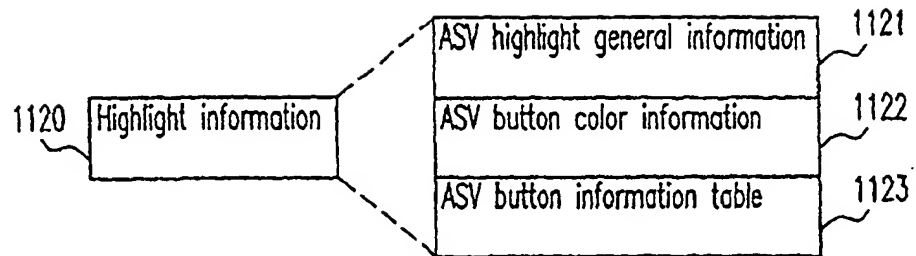 ASV highlight general information 1121
1120 Highlight information
ASV button color information 1122
ASV button information table 1123